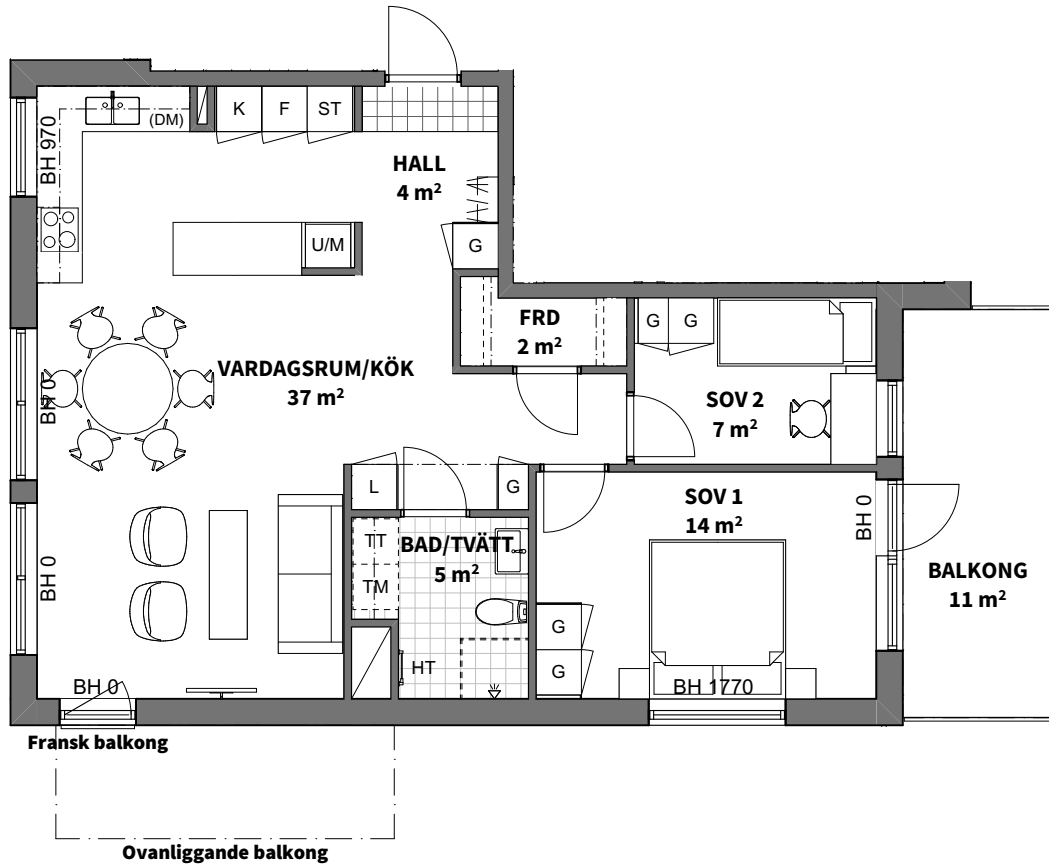 K
F
ST
(DM)
BH 970
HALL
4 m²
U/M
G
FRD
2 m²
G
G
VARDAGSRUM/KÖK
37 m²
BH 0
SOV 2
7 m²
L
G
SOV 1
14 m²
BH 0
TT
BAD/TVÄTT
5 m²
TM
BH 0
BALKONG
11 m²
G
HT
G
BH 0
BH 1770
Fransk balkong
Ovanliggande balkong